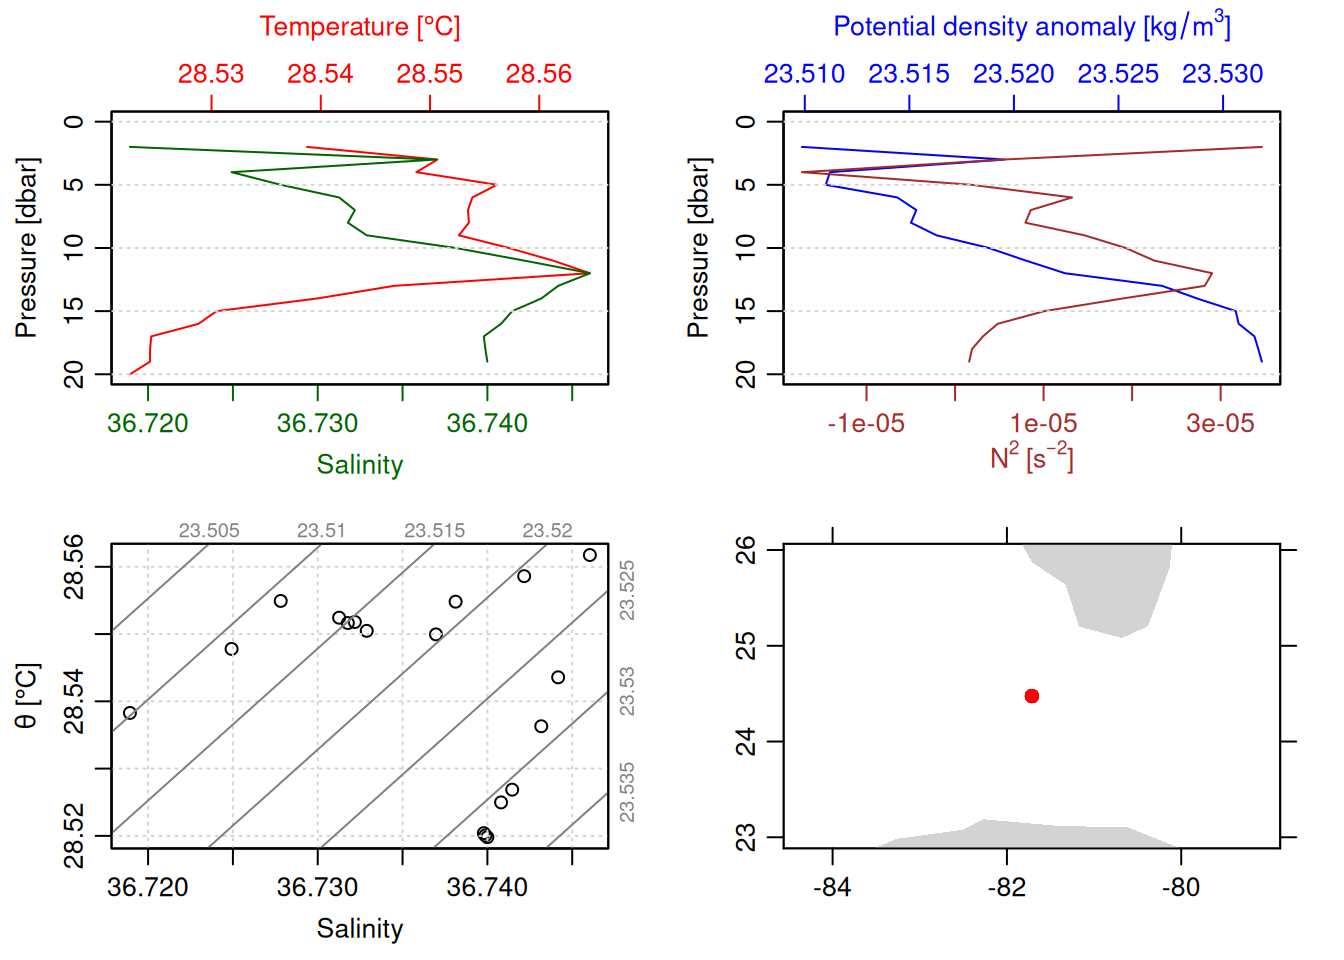 Temperature [°C]
28.53 28.54 28.55 28.56
Pressure [dbar]
0 5 10 15 20
36.720 36.730 36.740
Salinity
Potential density anomaly [kg/m³]
23.510 23.515 23.520 23.525 23.530
Pressure [dbar]
0 5 10 15 20
-1e-05 1e-05 3e-05
N² [s⁻²]
23.505 23.51 23.515 23.52
23.525 23.53 23.535
θ [°C]
28.52 28.54 28.56
36.720 36.730 36.740
Salinity
26
25
24
23
-84 -82 -80